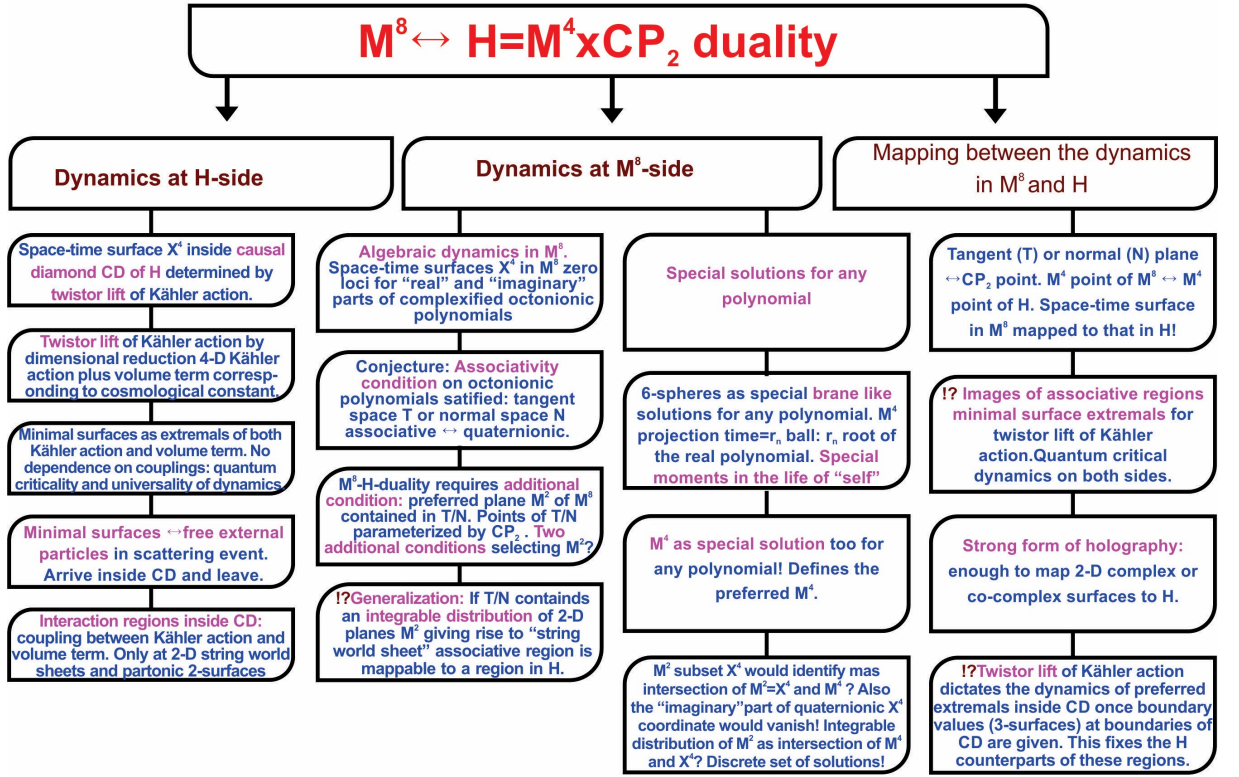 M⁸ ↔ H=M⁴xCP₂ duality
Dynamics at H-side
Space-time surface X⁴ inside causal
diamond CD of H determined by
twistor lift of Kähler action.
Twistor lift of Kähler action by
dimensional reduction 4-D Kähler
action plus volume term corresp-
onding to cosmological constant.
Minimal surfaces as extremals of both
Kähler action and volume term. No
dependence on couplings: quantum
criticality and universality of dynamics
Minimal surfaces ↔free external
particles in scattering event.
Arrive inside CD and leave.
Interaction regions inside CD:
coupling between Kähler action and
volume term. Only at 2-D string world
sheets and partonic 2-surfaces
Dynamics at M⁸-side
Algebraic dynamics in M⁸.
Space-time surfaces X⁴ in M⁸ zero
loci for “real” and “imaginary”
parts of complexified octonionic
polynomials
Conjecture: Associativity
condition on octonionic
polynomials satified: tangent
space T or normal space N
associative ↔ quaternionic.
M⁸-H-duality requires additional
condition: preferred plane M² of M⁸
contained in T/N. Points of T/N
parameterized by CP₂ . Two
additional conditions selecting M²?
!?Generalization: If T/N containds
an integrable distribution of 2-D
planes M² giving rise to “string
world sheet” associative region is
mappable to a region in H.
Special solutions for any
polynomial
6-spheres as special brane like
solutions for any polynomial. M⁴
projection time=rₙ ball: rₙ root of
the real polynomial. Special
moments in the life of “self”
M⁴ as special solution too for
any polynomial! Defines the
preferred M⁴.
M² subset X⁴ would identify mas
intersection of M²=X⁴ and M⁴ ? Also
the “imaginary”part of quaternionic X⁴
coordinate would vanish! Integrable
distribution of M² as intersection of M⁴
and X⁴? Discrete set of solutions!
Mapping between the dynamics
in M⁸ and H
Tangent (T) or normal (N) plane
↔CP₂ point. M⁴ point of M⁸ ↔ M⁴
point of H. Space-time surface
in M⁸ mapped to that in H!
!? Images of associative regions
minimal surface extremals for
twistor lift of Kähler
action.Quantum critical
dynamics on both sides.
Strong form of holography:
enough to map 2-D complex or
co-complex surfaces to H.
!?Twistor lift of Kähler action
dictates the dynamics of preferred
extremals inside CD once boundary
values (3-surfaces) at boundaries of
CD are given. This fixes the H
counterparts of these regions.